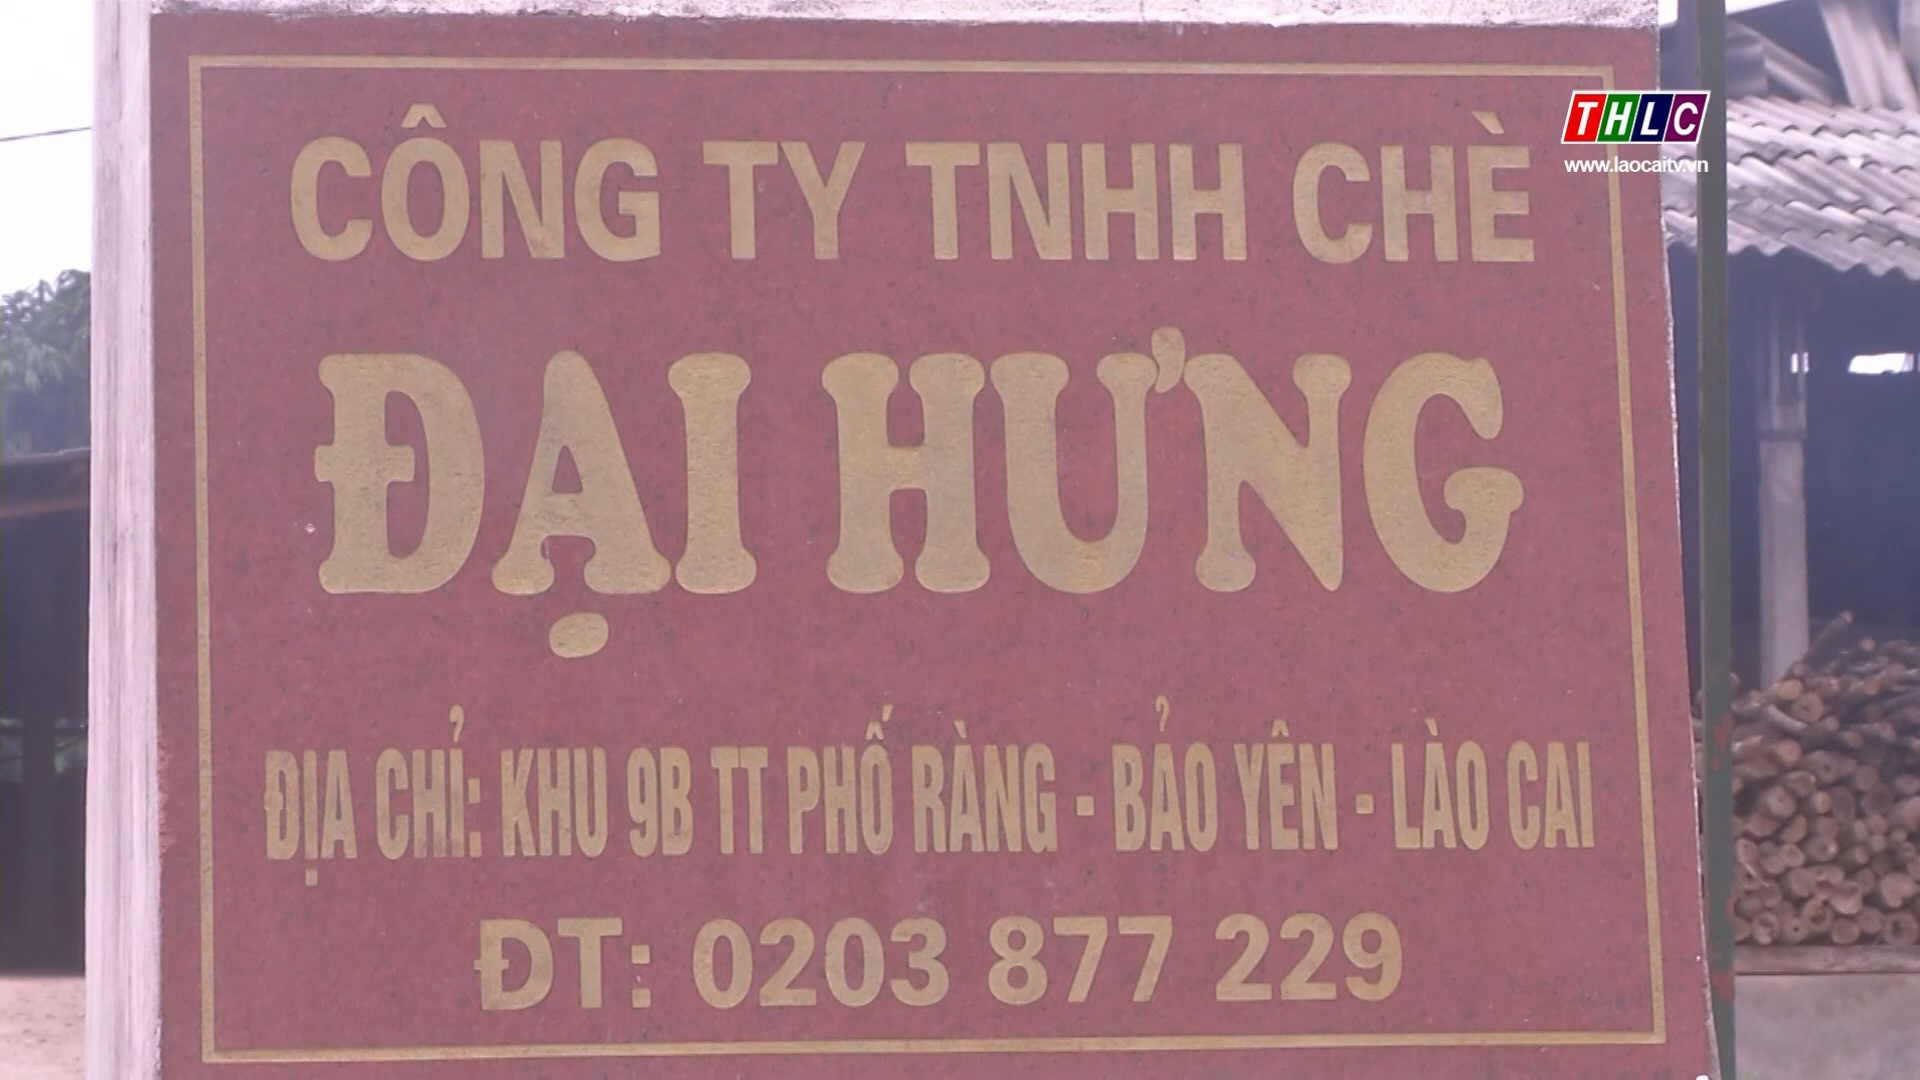 THLC
www.laocaitv.vn
CÔNG TY TNHH CHÈ
ĐẠI HƯNG
ĐỊA CHỈ: KHU 9B TT PHỐ RÀNG - BẢO YÊN - LÀO CAI
ĐT: 0203 877 229